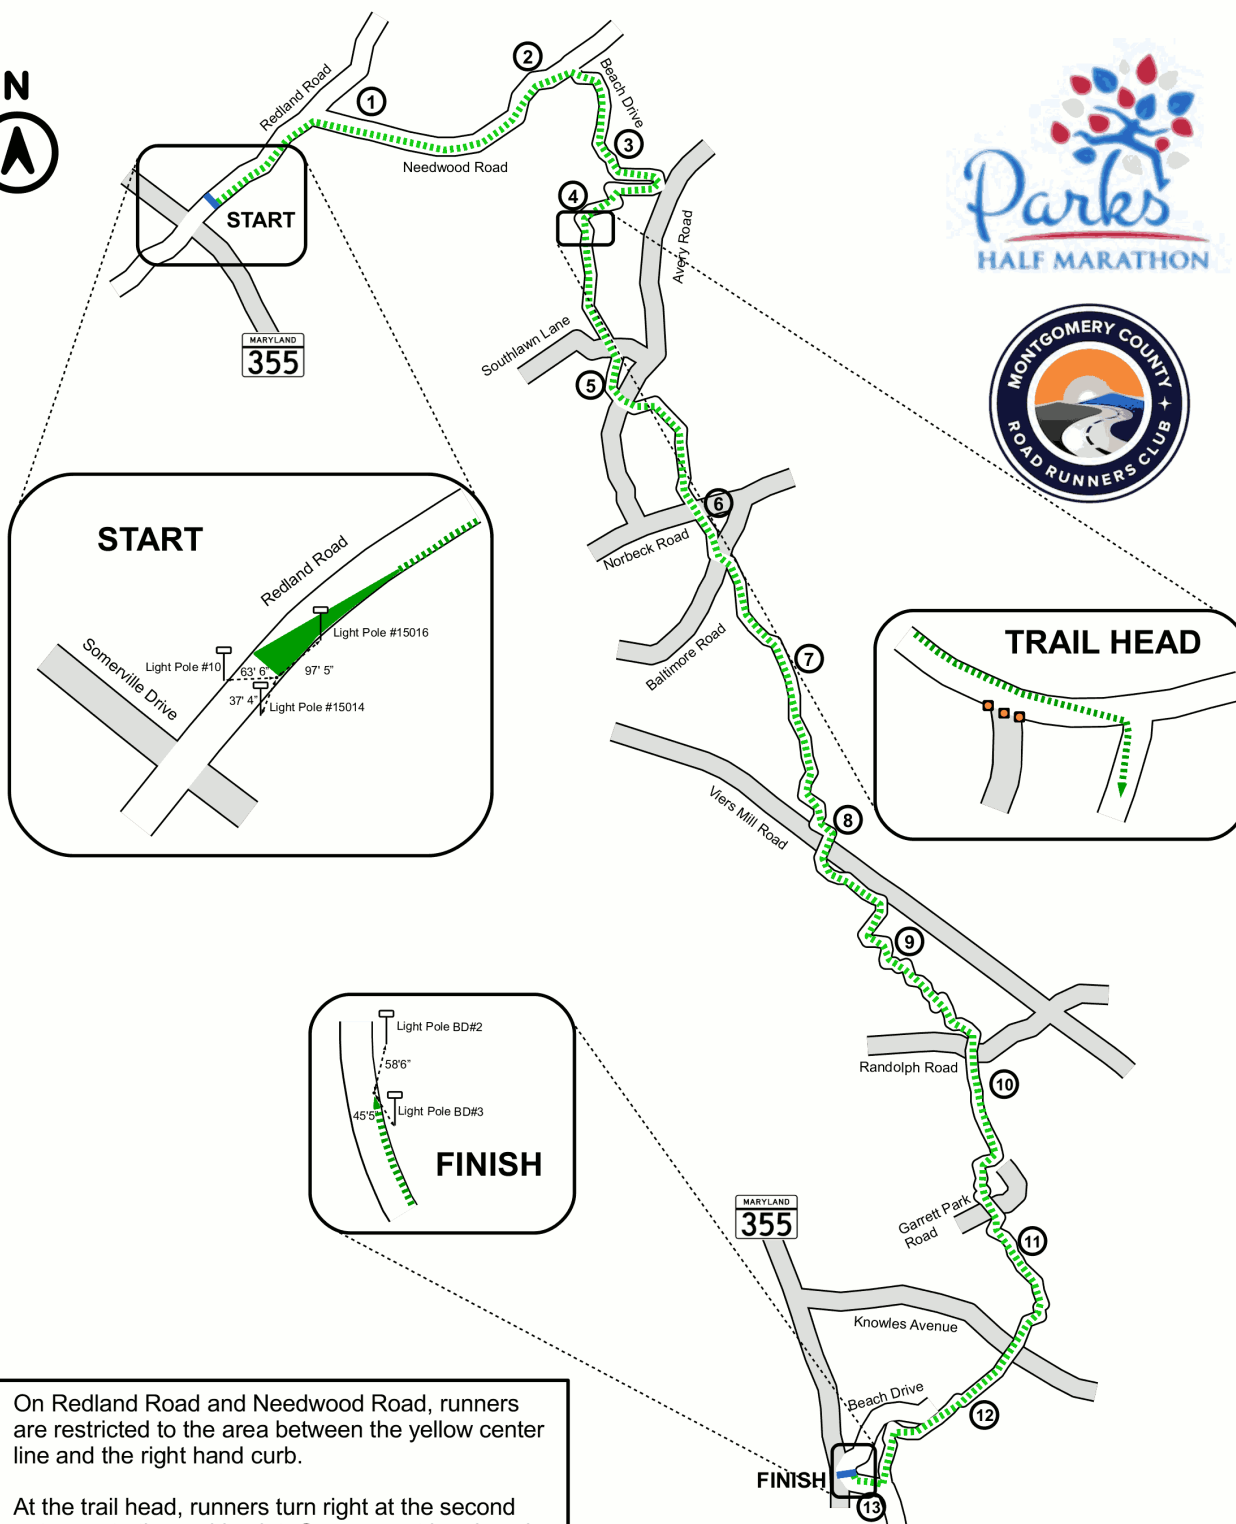 N
Redland Road
1
2
Beach Drive
3
Needwood Road
4
START
Avery Road
MARYLAND
355
Southlawn Lane
5
Parks
HALF MARATHON
MONTGOMERY COUNTY
ROAD RUNNERS CLUB
START
Redland Road
Somerville Drive
Light Pole #15016
Light Pole #10
63' 6"
97' 5"
37' 4"
Light Pole #15014
6
Norbeck Road
Baltimore Road
7
TRAIL HEAD
Viers Mill Road
8
9
Randolph Road
10
Light Pole BD#2
58'6"
45'5"
Light Pole BD#3
FINISH
MARYLAND
355
Garrett Park
Road
11
Knowles Avenue
Beach Drive
12
FINISH
13
On Redland Road and Needwood Road, runners
are restricted to the area between the yellow center
line and the right hand curb.
At the trail head, runners turn right at the second